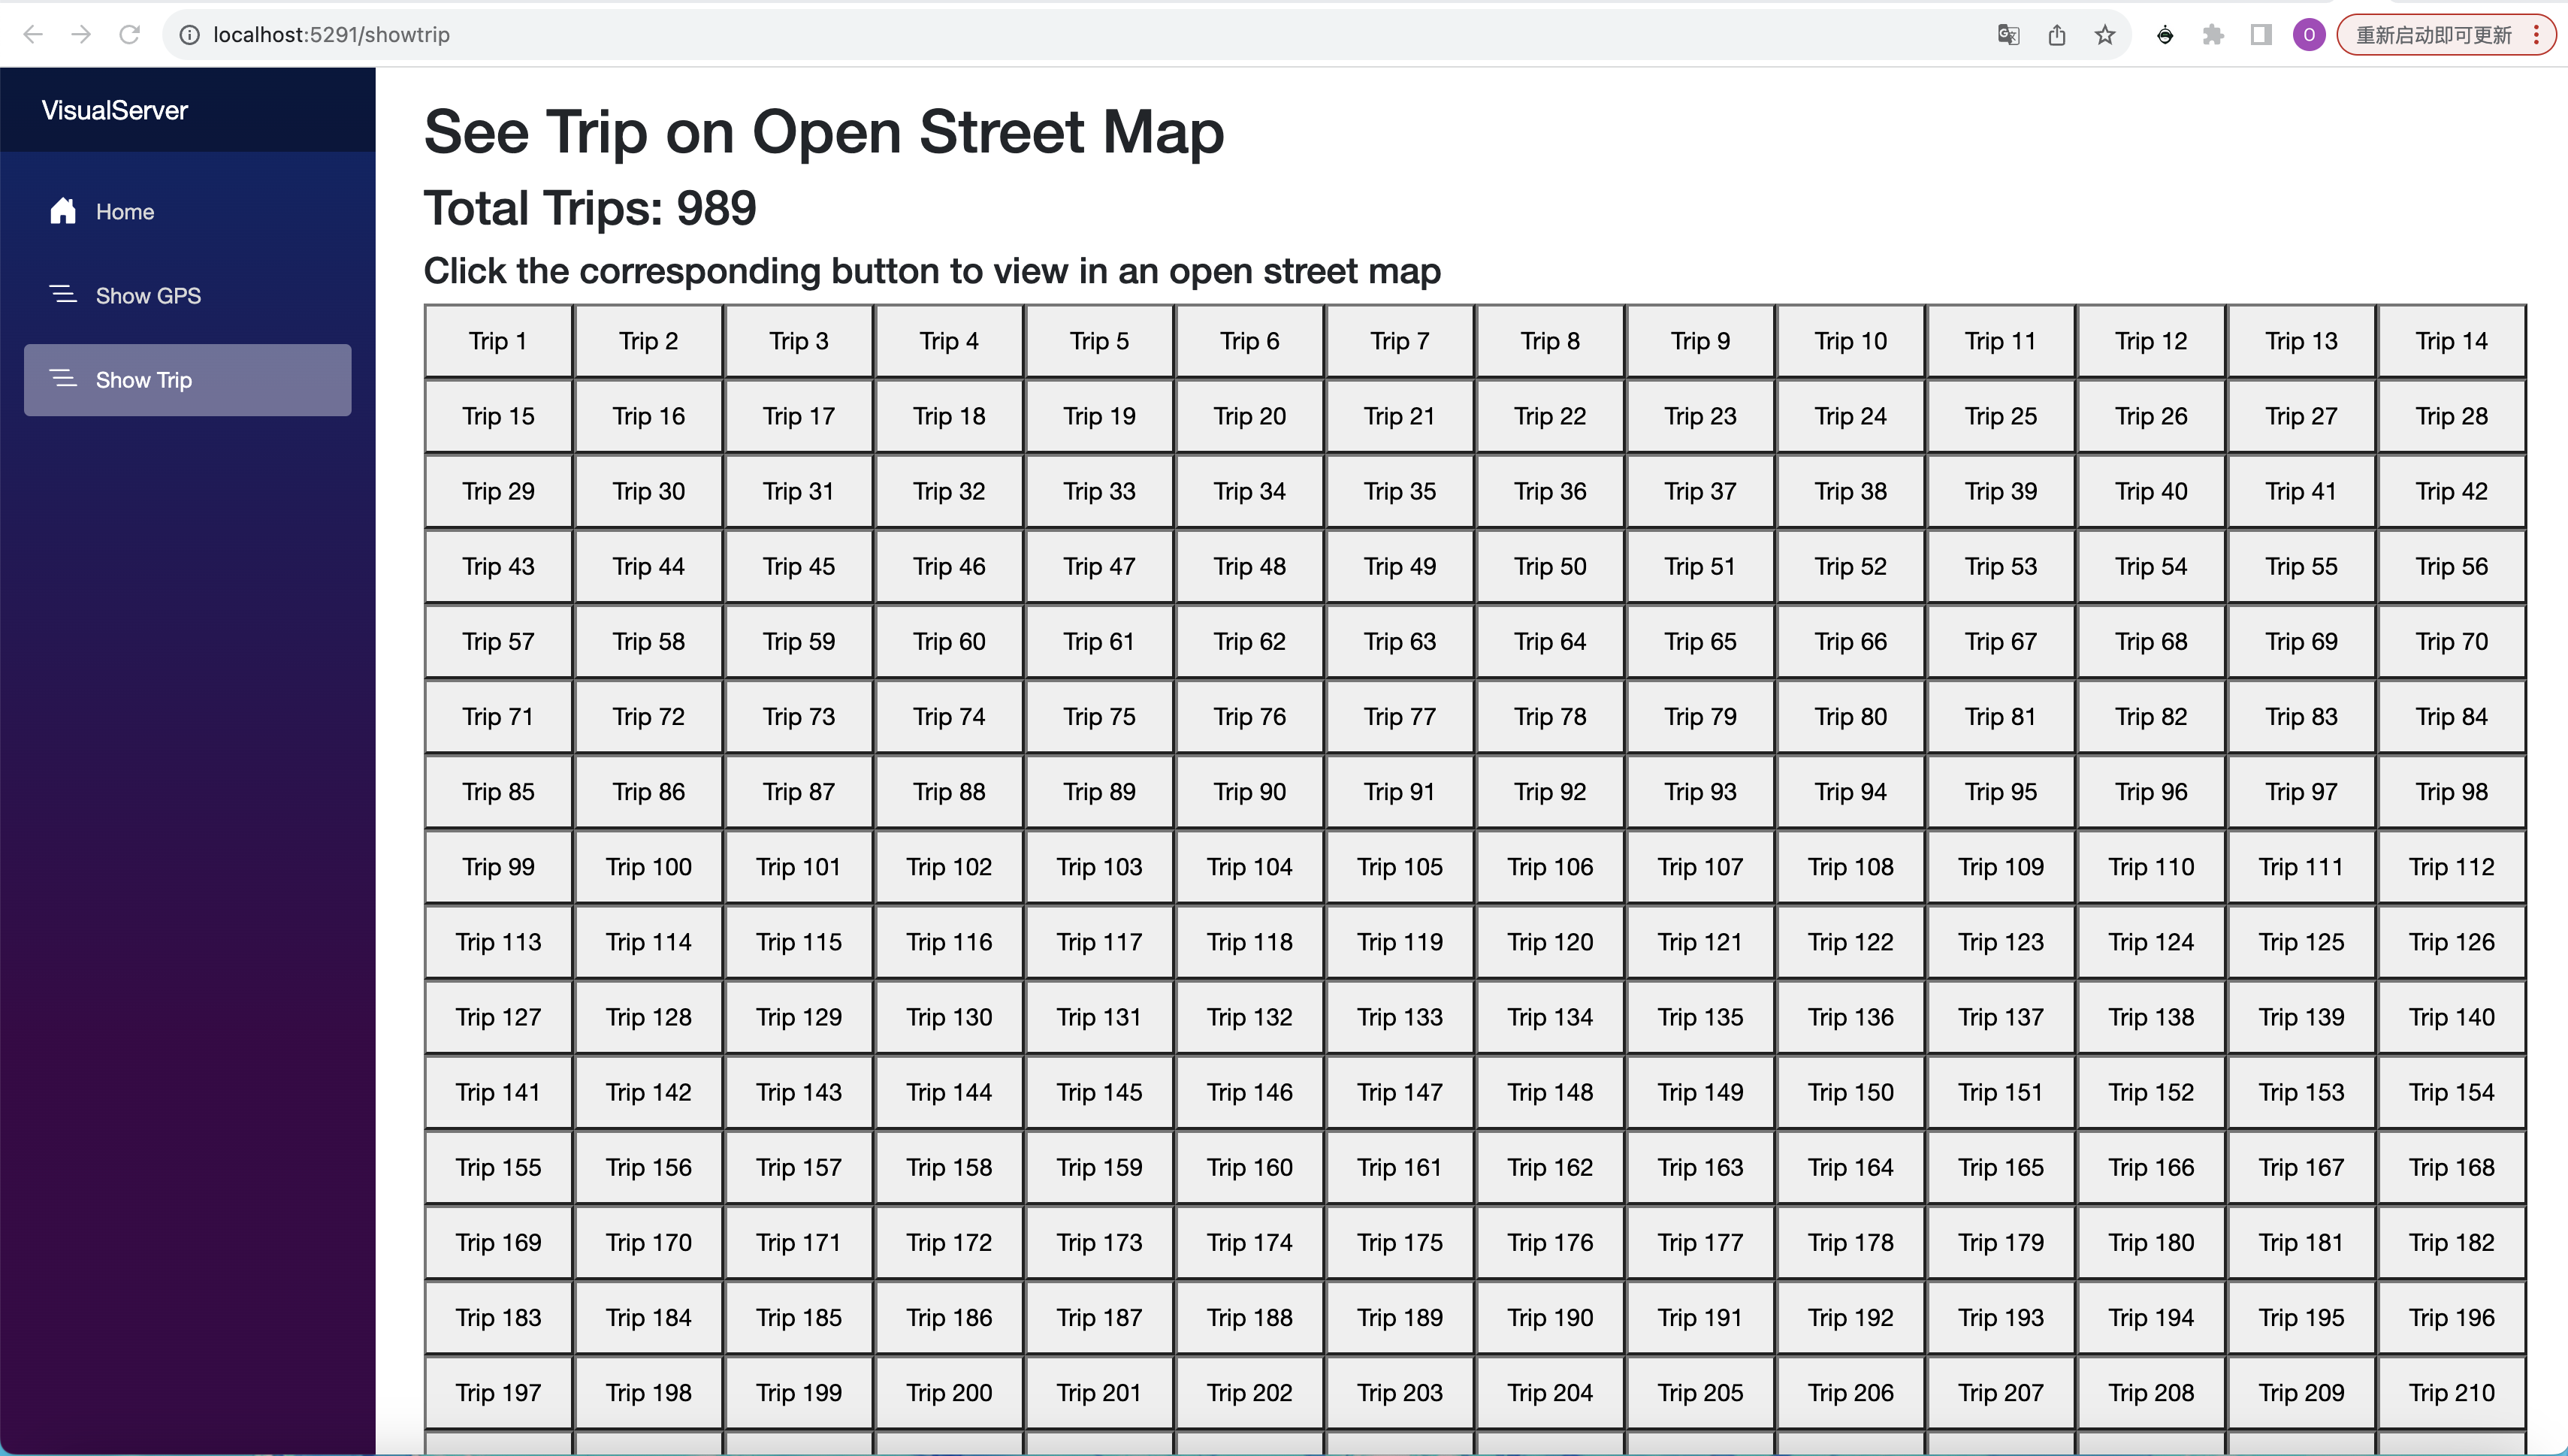 localhost:5291/showtrip
O
重新启动即可更新
VisualServer
Home
Show GPS
Show Trip
See Trip on Open Street Map
Total Trips: 989
Click the corresponding button to view in an open street map
Trip 1 Trip 2 Trip 3 Trip 4 Trip 5 Trip 6 Trip 7 Trip 8 Trip 9 Trip 10 Trip 11 Trip 12 Trip 13 Trip 14
Trip 15 Trip 16 Trip 17 Trip 18 Trip 19 Trip 20 Trip 21 Trip 22 Trip 23 Trip 24 Trip 25 Trip 26 Trip 27 Trip 28
Trip 29 Trip 30 Trip 31 Trip 32 Trip 33 Trip 34 Trip 35 Trip 36 Trip 37 Trip 38 Trip 39 Trip 40 Trip 41 Trip 42
Trip 43 Trip 44 Trip 45 Trip 46 Trip 47 Trip 48 Trip 49 Trip 50 Trip 51 Trip 52 Trip 53 Trip 54 Trip 55 Trip 56
Trip 57 Trip 58 Trip 59 Trip 60 Trip 61 Trip 62 Trip 63 Trip 64 Trip 65 Trip 66 Trip 67 Trip 68 Trip 69 Trip 70
Trip 71 Trip 72 Trip 73 Trip 74 Trip 75 Trip 76 Trip 77 Trip 78 Trip 79 Trip 80 Trip 81 Trip 82 Trip 83 Trip 84
Trip 85 Trip 86 Trip 87 Trip 88 Trip 89 Trip 90 Trip 91 Trip 92 Trip 93 Trip 94 Trip 95 Trip 96 Trip 97 Trip 98
Trip 99 Trip 100 Trip 101 Trip 102 Trip 103 Trip 104 Trip 105 Trip 106 Trip 107 Trip 108 Trip 109 Trip 110 Trip 111 Trip 112
Trip 113 Trip 114 Trip 115 Trip 116 Trip 117 Trip 118 Trip 119 Trip 120 Trip 121 Trip 122 Trip 123 Trip 124 Trip 125 Trip 126
Trip 127 Trip 128 Trip 129 Trip 130 Trip 131 Trip 132 Trip 133 Trip 134 Trip 135 Trip 136 Trip 137 Trip 138 Trip 139 Trip 140
Trip 141 Trip 142 Trip 143 Trip 144 Trip 145 Trip 146 Trip 147 Trip 148 Trip 149 Trip 150 Trip 151 Trip 152 Trip 153 Trip 154
Trip 155 Trip 156 Trip 157 Trip 158 Trip 159 Trip 160 Trip 161 Trip 162 Trip 163 Trip 164 Trip 165 Trip 166 Trip 167 Trip 168
Trip 169 Trip 170 Trip 171 Trip 172 Trip 173 Trip 174 Trip 175 Trip 176 Trip 177 Trip 178 Trip 179 Trip 180 Trip 181 Trip 182
Trip 183 Trip 184 Trip 185 Trip 186 Trip 187 Trip 188 Trip 189 Trip 190 Trip 191 Trip 192 Trip 193 Trip 194 Trip 195 Trip 196
Trip 197 Trip 198 Trip 199 Trip 200 Trip 201 Trip 202 Trip 203 Trip 204 Trip 205 Trip 206 Trip 207 Trip 208 Trip 209 Trip 210